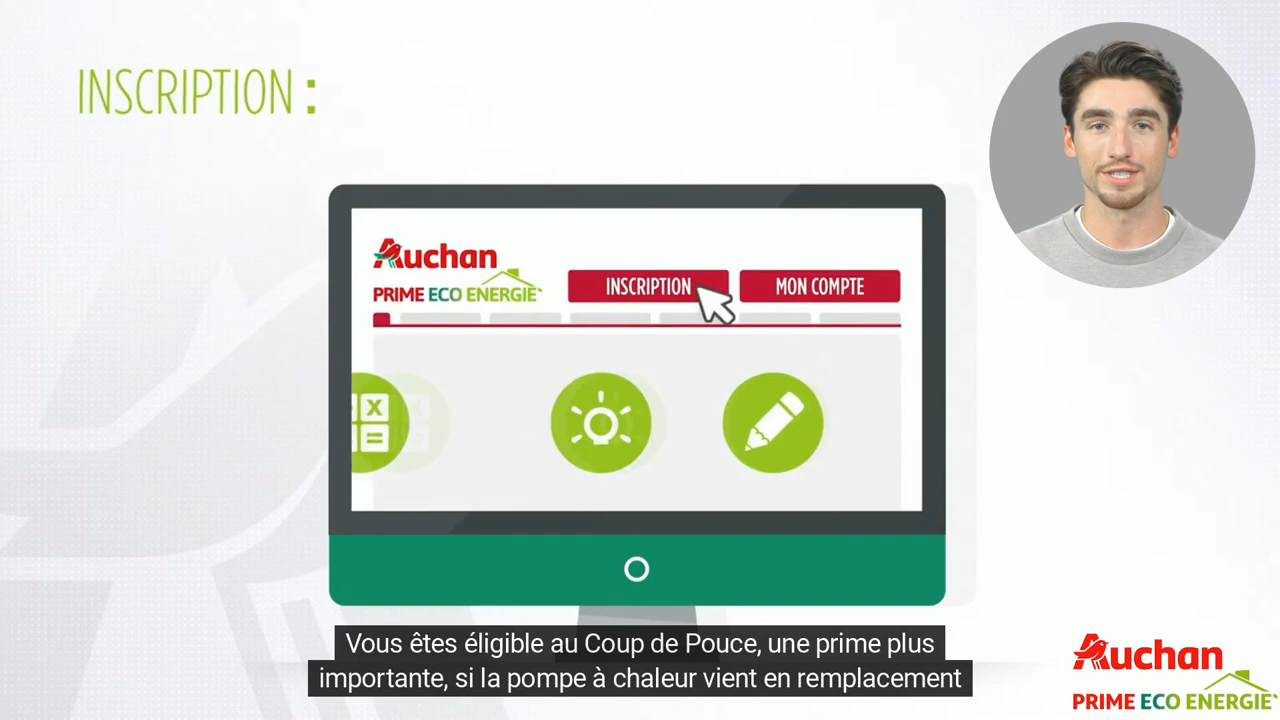 INSCRIPTION :
Auchan
PRIME ECO ENERGIE
INSCRIPTION
MON COMPTE
X
=
Vous êtes éligible au Coup de Pouce, une prime plus
importante, si la pompe à chaleur vient en remplacement
Auchan
PRIME ECO ENERGIE